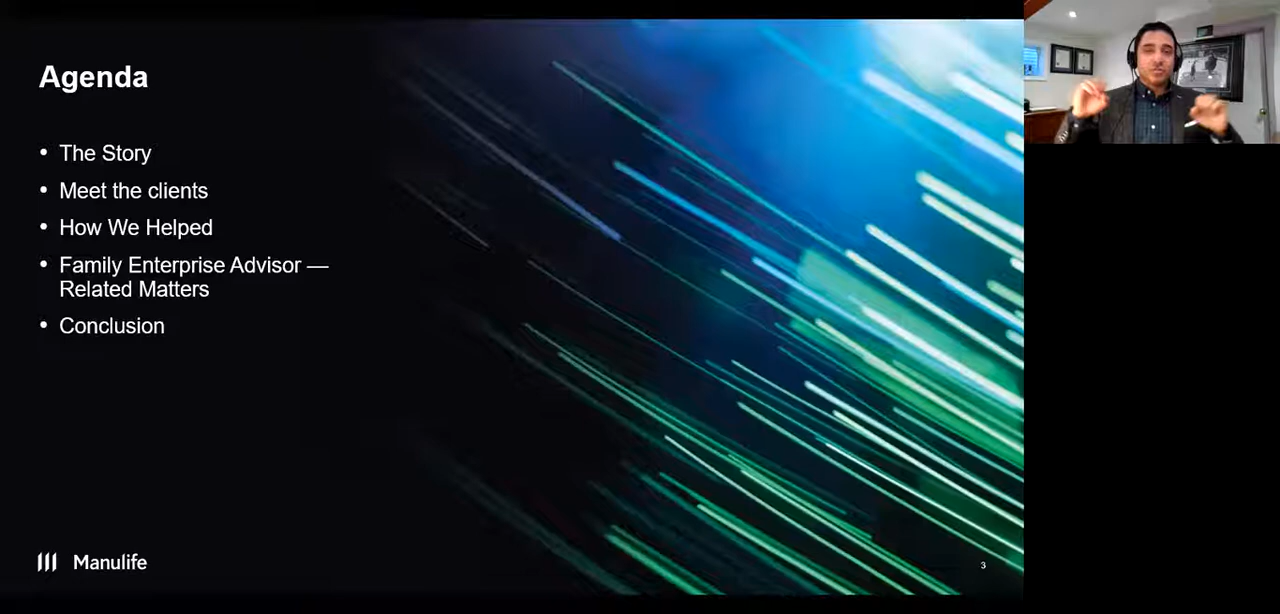 Agenda
• The Story
• Meet the clients
• How We Helped
• Family Enterprise Advisor —
Related Matters
• Conclusion
Manulife
3